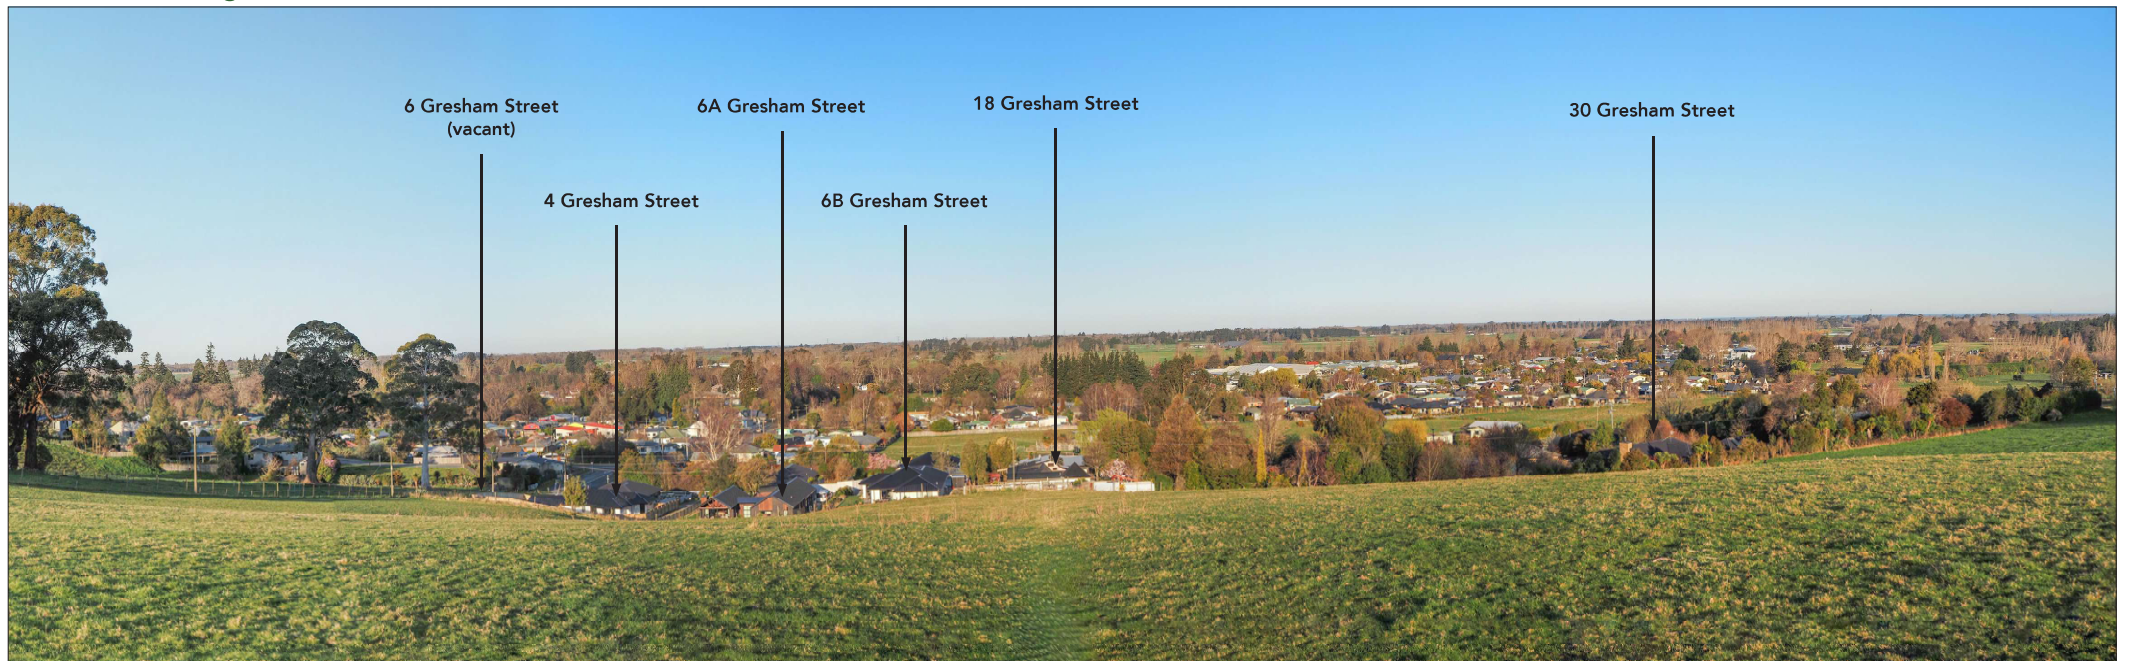 6 Gresham Street
(vacant)
4 Gresham Street
6A Gresham Street
6B Gresham Street
18 Gresham Street
30 Gresham Street